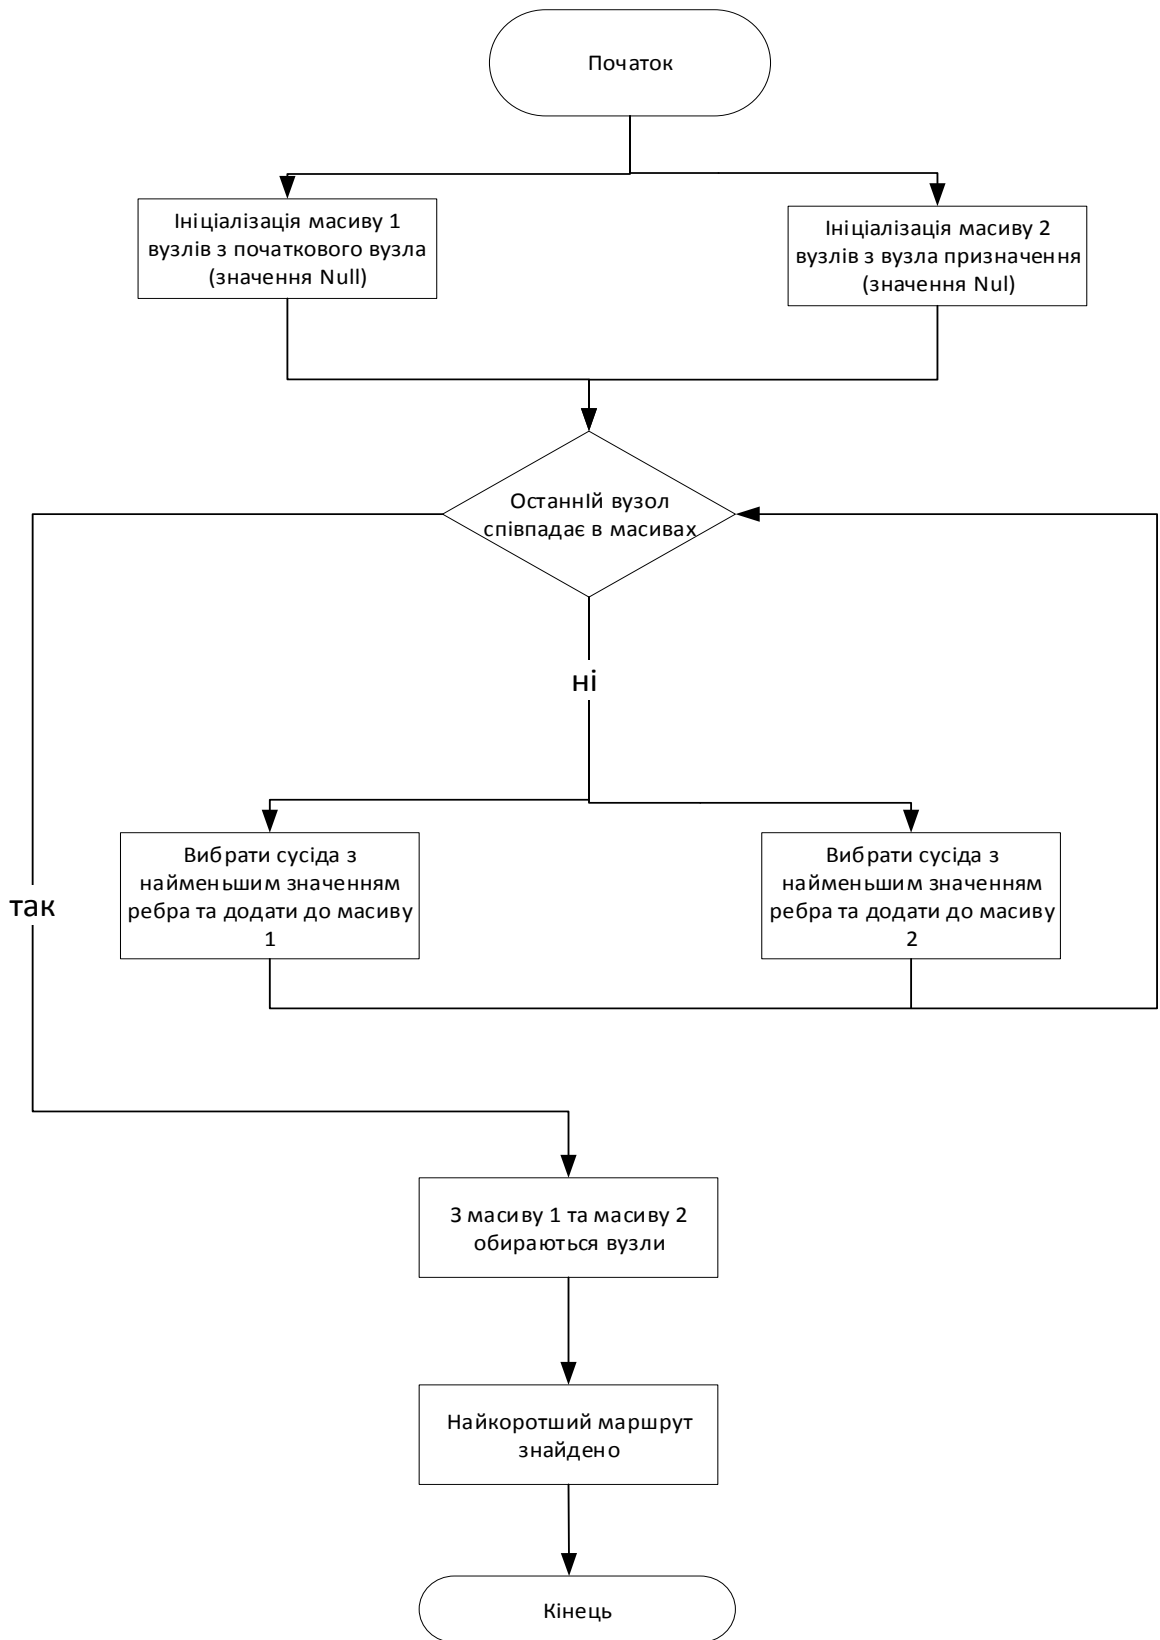 Початок
Ініціалізація масиву 1
вузлів з початкового вузла
(значення Null)
Ініціалізація масиву 2
вузлів з вузла призначення
(значення Nul)
ОстаннІй вузол
співпадає в масивах
ні
так
Вибрати сусіда з
найменьшим значенням
ребра та додати до масиву
1
Вибрати сусіда з
найменьшим значенням
ребра та додати до масиву
2
З масиву 1 та масиву 2
обираються вузли
Найкоротший маршрут
знайдено
Кінець